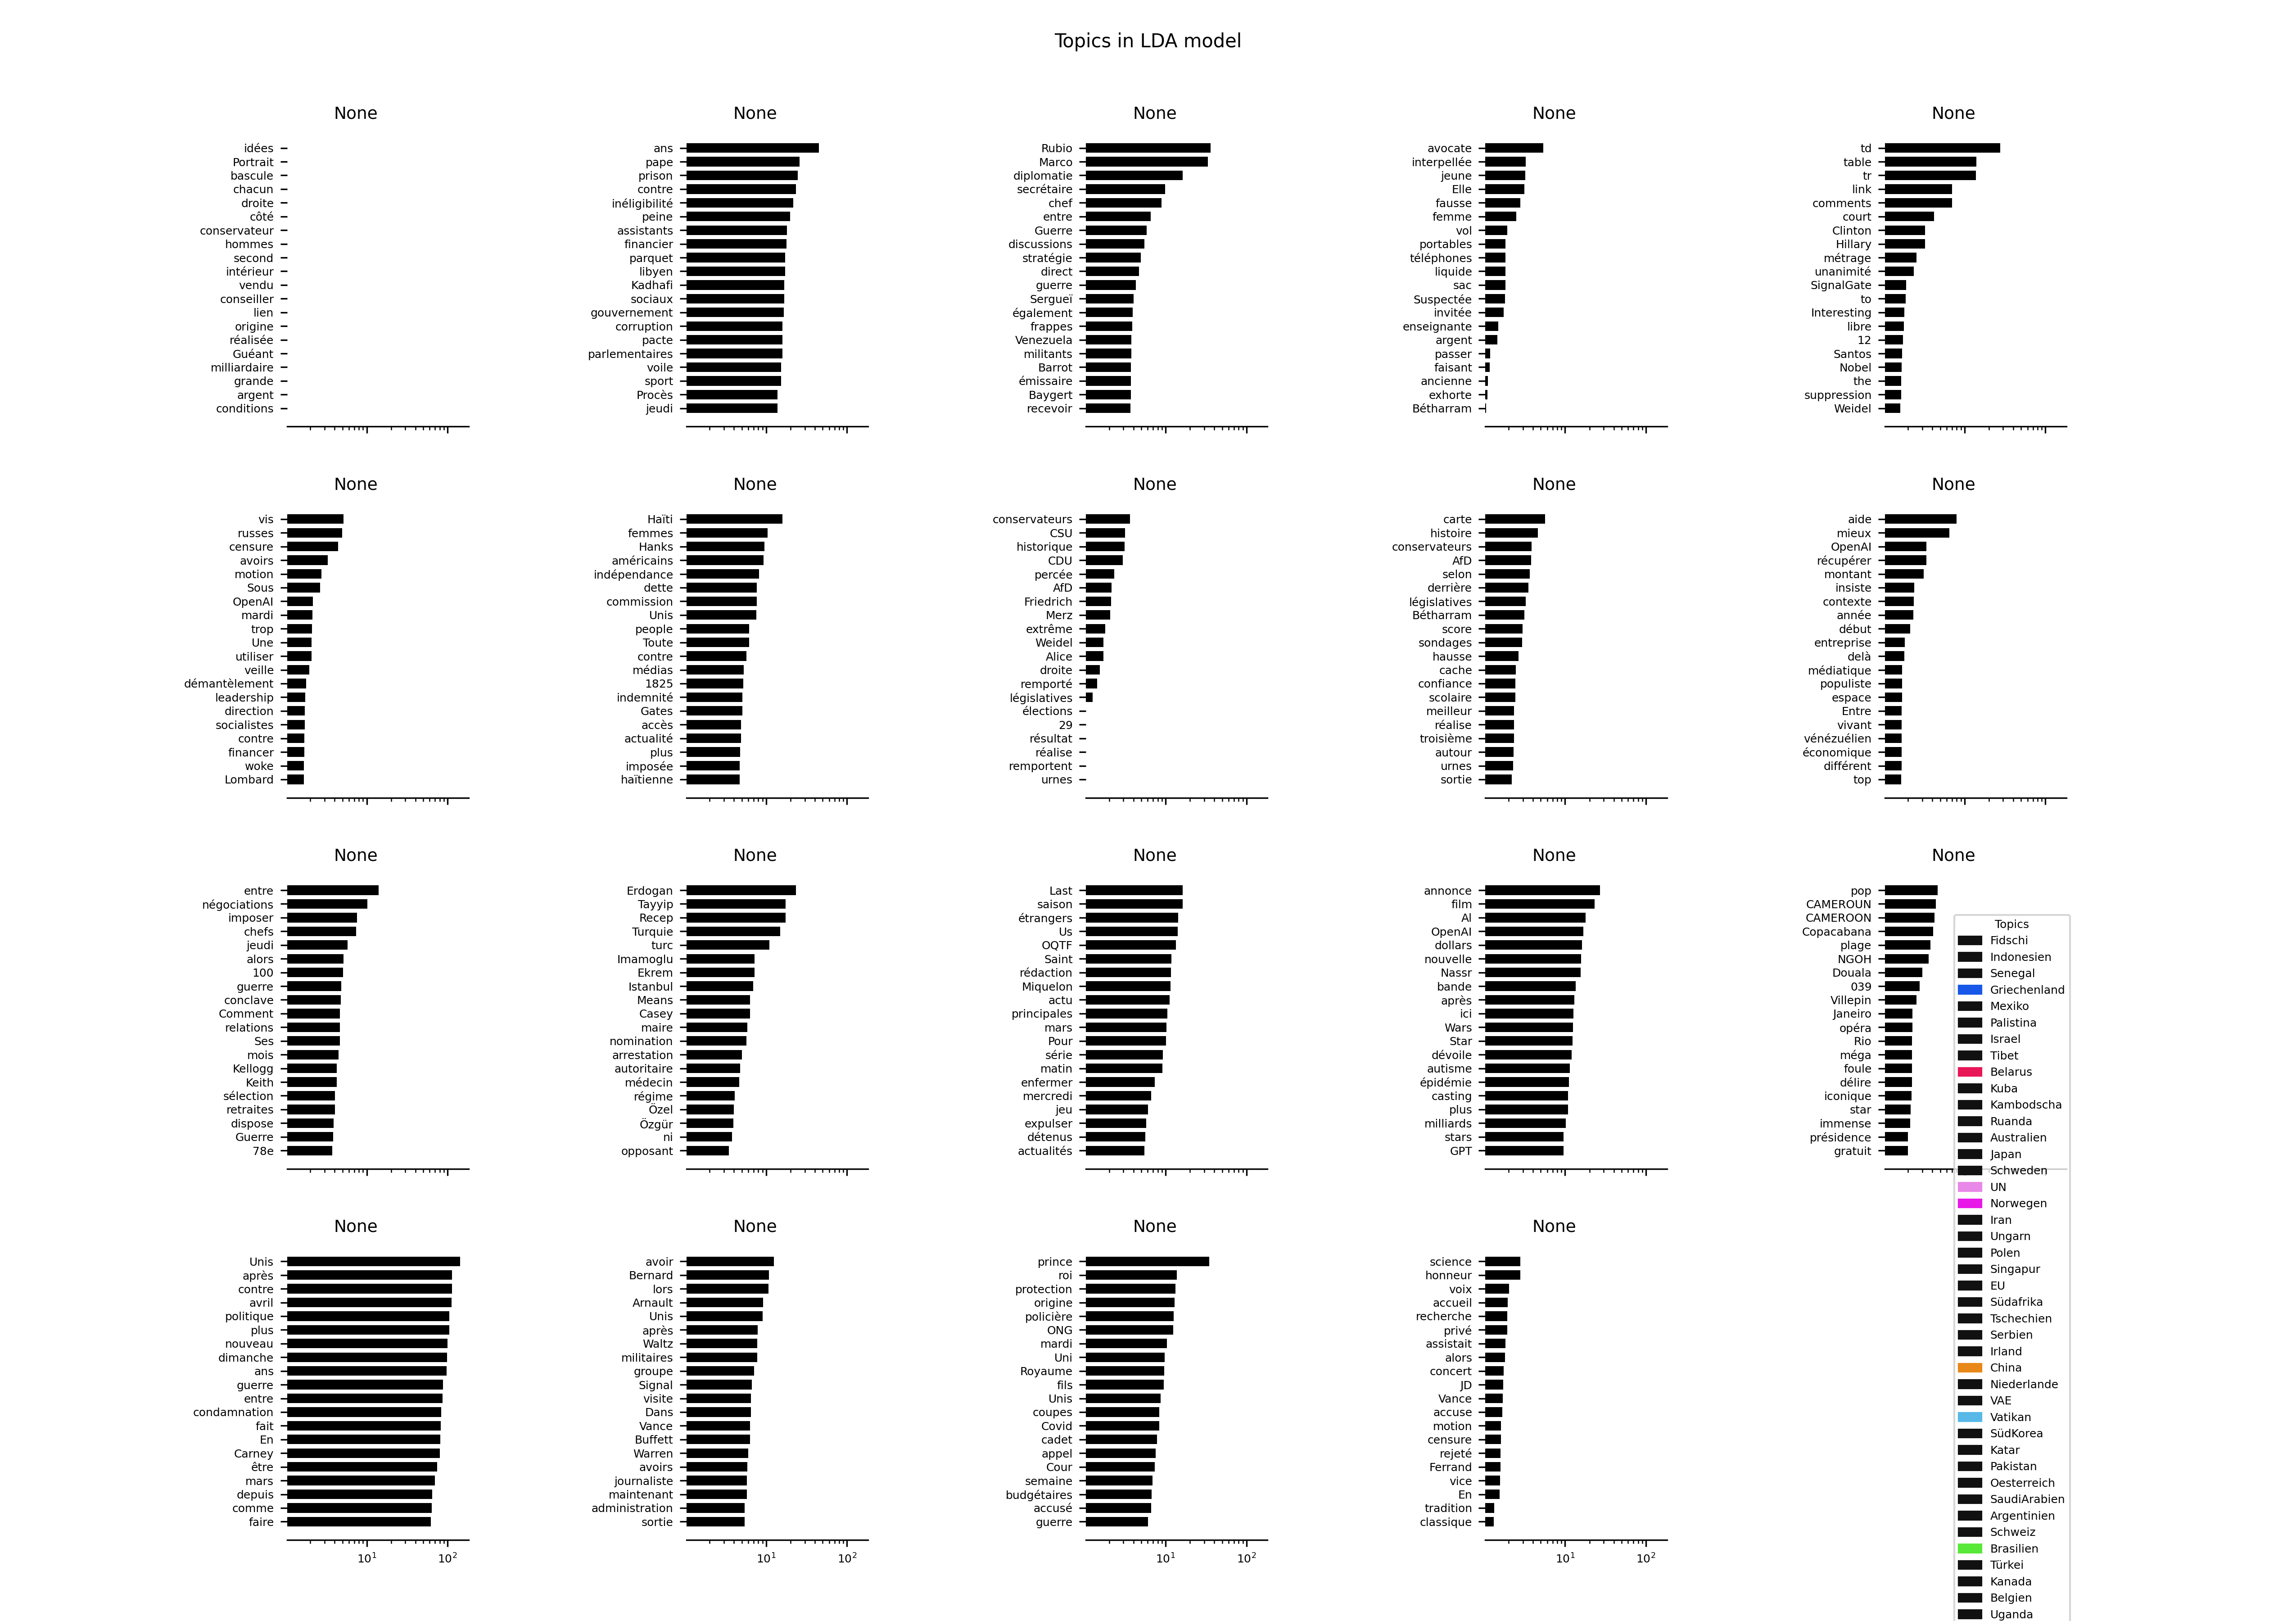 Topics in LDA model
None
idées
Portrait
bascule
chacun
droite
côté
conservateur
hommes
second
intérieur
vendu
conseiller
lien
origine
réalisée
Guéant
milliardaire
grande
argent
conditions
None
ans
pape
prison
contre
inéligibilité
peine
assistants
financier
parquet
libyen
Kadhafi
sociaux
gouvernement
corruption
pacte
parlementaires
voile
sport
Procès
jeudi
None
Rubio
Marco
diplomatie
secrétaire
chef
entre
Guerre
discussions
stratégie
direct
guerre
Sergueï
également
frappes
Venezuela
militants
Barrot
émissaire
Baygert
recevoir
None
avocate
interpellée
jeune
Elle
fausse
femme
vol
portables
téléphones
liquide
sac
Suspectée
invitée
enseignante
argent
passer
faisant
ancienne
exhorte
Bétharram
None
td
table
tr
link
comments
court
Clinton
Hillary
métrage
unanimité
SignalGate
to
Interesting
libre
12
Santos
Nobel
the
suppression
Weidel
None
vis
russes
censure
avoirs
motion
Sous
OpenAI
mardi
trop
Une
utiliser
veille
démantèlement
leadership
direction
socialistes
contre
financer
woke
Lombard
None
Haïti
femmes
Hanks
américains
indépendance
dette
commission
Unis
people
Toute
contre
médias
1825
indemnité
Gates
accès
actualité
plus
imposée
haïtienne
None
conservateurs
CSU
historique
CDU
percée
AfD
Friedrich
Merz
extrême
Weidel
Alice
droite
remporté
législatives
élections
29
résultat
réalise
remportent
urnes
None
carte
histoire
conservateurs
AfD
selon
derrière
législatives
Bétharram
score
sondages
hausse
cache
confiance
scolaire
meilleur
réalise
troisième
autour
urnes
sortie
None
aide
mieux
OpenAI
récupérer
montant
insiste
contexte
année
début
entreprise
delà
médiatique
populiste
espace
Entre
vivant
vénézuélien
économique
différent
top
None
entre
négociations
imposer
chefs
jeudi
alors
100
guerre
conclave
Comment
relations
Ses
mois
Kellogg
Keith
sélection
retraites
dispose
Guerre
78e
None
Erdogan
Tayyip
Recep
Turquie
turc
Imamoglu
Ekrem
Istanbul
Means
Casey
maire
nomination
arrestation
autoritaire
médecin
régime
Özel
Özgür
ni
opposant
None
Last
saison
étrangers
Us
OQTF
Saint
rédaction
Miquelon
actu
principales
mars
Pour
série
matin
enfermer
mercredi
jeu
expulser
détenus
actualités
None
annonce
film
AI
OpenAI
dollars
nouvelle
Nassr
bande
après
ici
Wars
Star
dévoile
autisme
épidémie
casting
plus
milliards
stars
GPT
None
pop
CAMEROUN
CAMEROON
Copacabana
plage
NGOH
Douala
039
Villepin
Janeiro
opéra
Rio
méga
foule
délire
iconique
star
immense
présidence
gratuit
None
Unis
après
contre
avril
politique
plus
nouveau
dimanche
ans
guerre
entre
condamnation
fait
En
Carney
être
mars
depuis
comme
faire
10¹ 10²
None
avoir
Bernard
lors
Arnault
Unis
après
Waltz
militaires
groupe
Signal
visite
Dans
Vance
Buffett
Warren
avoirs
journaliste
maintenant
administration
sortie
10¹ 10²
None
prince
roi
protection
origine
policière
ONG
mardi
Uni
Royaume
fils
Unis
coupes
Covid
cadet
appel
Cour
semaine
budgétaires
accusé
guerre
10¹ 10²
None
science
honneur
voix
accueil
recherche
privé
assistait
alors
concert
JD
Vance
accuse
motion
censure
rejeté
Ferrand
vice
En
tradition
classique
10¹ 10²
Topics
Fidschi
Indonesien
Senegal
Griechenland
Mexiko
Palistina
Israel
Tibet
Belarus
Kuba
Kambodscha
Ruanda
Australien
Japan
Schweden
UN
Norwegen
Iran
Ungarn
Polen
Singapur
EU
Südafrika
Tschechien
Serbien
Irland
China
Niederlande
VAE
Vatikan
SüdKorea
Katar
Pakistan
Oesterreich
SaudiArabien
Argentinien
Schweiz
Brasilien
Türkei
Kanada
Belgien
Uganda